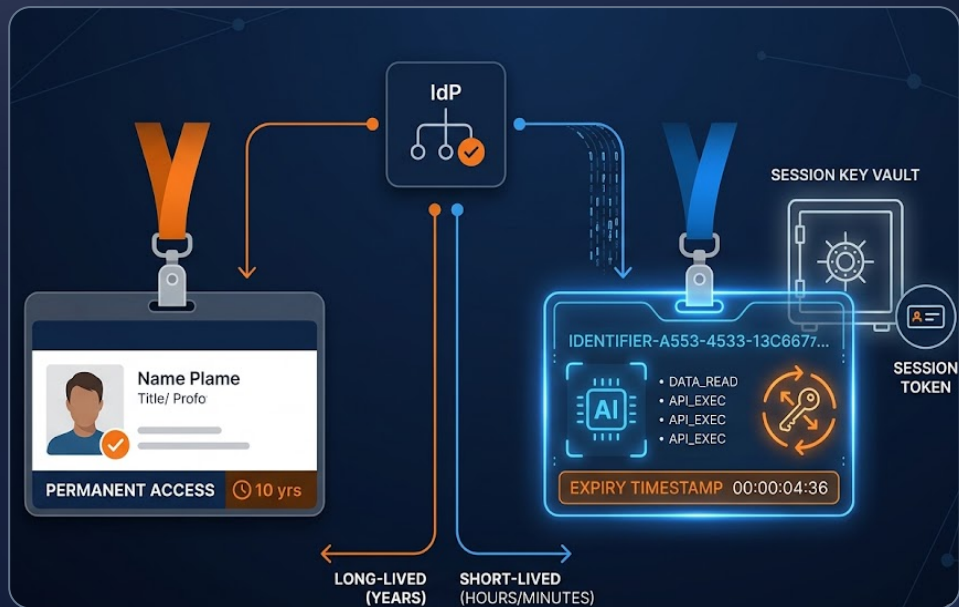 IdP
SESSION KEY VAULT
IDENTIFIER-A553-4533-13C6677...
Name Plame
Title/ Profo
• DATA_READ
• API_EXEC
• API_EXEC
• API_EXEC
AI
SESSION
TOKEN
PERMANENT ACCESS 10 yrs
EXPIRY TIMESTAMP 00:00:04:36
LONG-LIVED
(YEARS)
SHORT-LIVED
(HOURS/MINUTES)